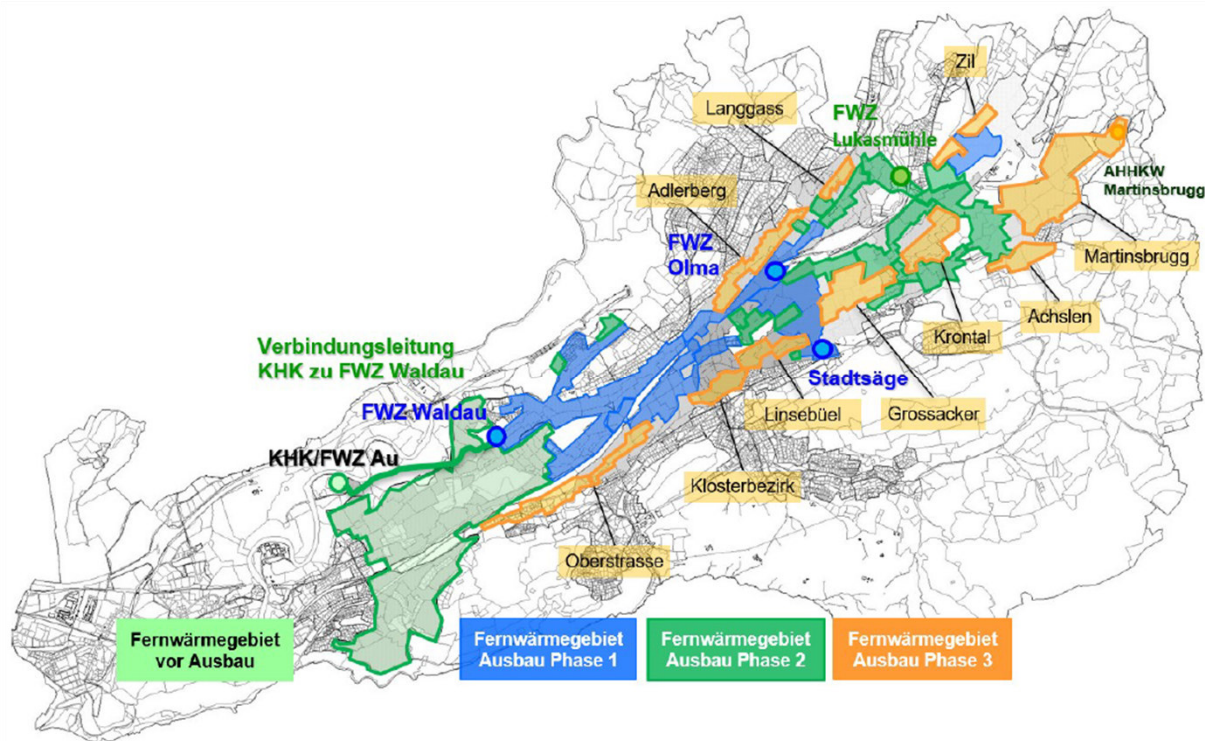 Zil
Langgass
FWZ
Lukasmühle
Adlerberg
AHHKW
Martinsbrugg
FWZ
Olma
Martinsbrugg
Achslen
Krontal
Verbindungsleitung
KHK zu FWZ Waldau
Stadtsäge
FWZ Waldau
Linsebüel
Grossacker
KHK/FWZ Au
Klosterbezirk
Oberstrasse
Fernwärmegebiet
vor Ausbau
Fernwärmegebiet
Ausbau Phase 1
Fernwärmegebiet
Ausbau Phase 2
Fernwärmegebiet
Ausbau Phase 3